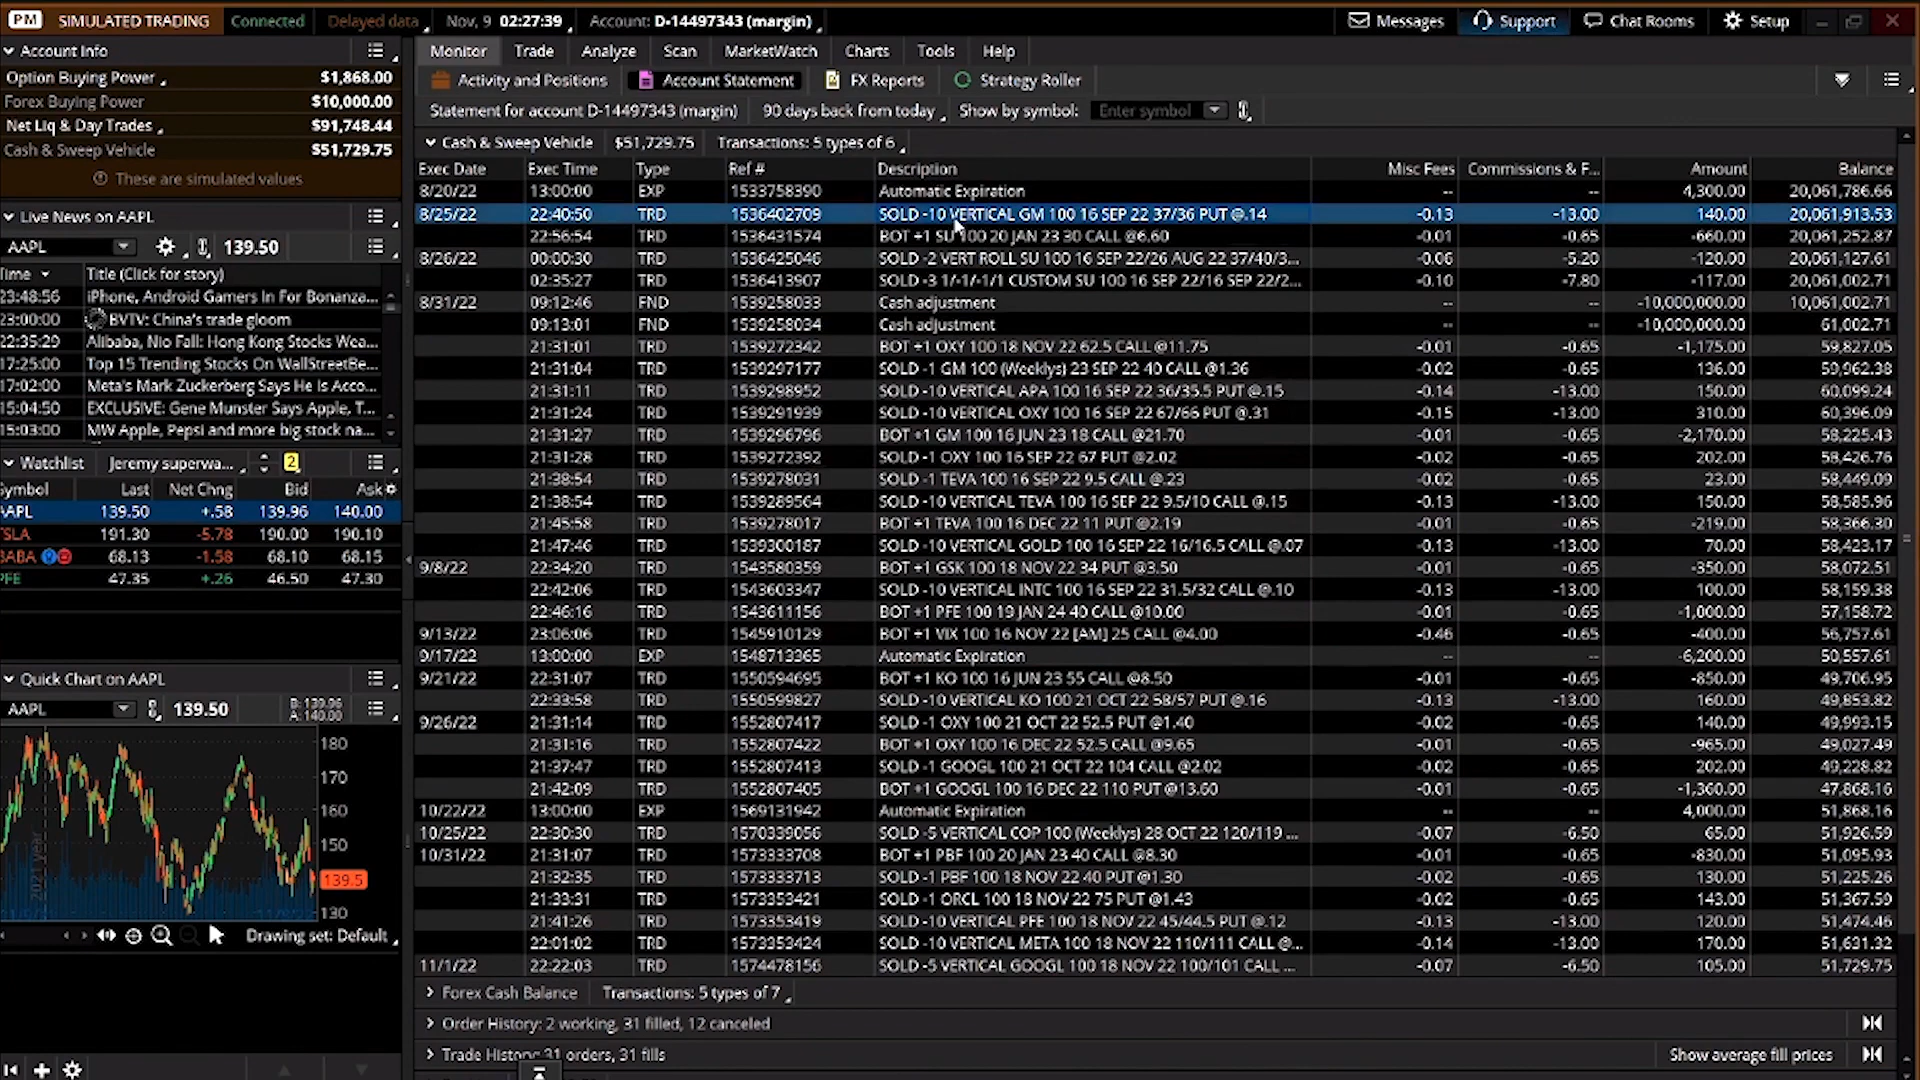 PM SIMULATED TRADING Connected Delayed data Nov, 9 02:27:39 Account: D-14497343 (margin) Messages Support Chat Rooms Setup
Account Info
Option Buying Power $1,868.00
Forex Buying Power $10,000.00
Net Liq & Day Trades $91,748.44
Cash & Sweep Vehicle $51,729.75
These are simulated values
Live News on AAPL
AAPL 139.50
Time Title (Click for story)
23:48:56 iPhone, Android Gamers In For Bonanza...
23:00:00 BVTV: China's trade gloom
22:35:29 Alibaba, Nio Fall: Hong Kong Stocks Wea...
17:25:00 Top 15 Trending Stocks On WallStreetBe...
17:02:00 Meta's Mark Zuckerberg Says He Is Acco...
15:04:50 EXCLUSIVE: Gene Munster Says Apple, T...
15:03:00 MW Apple, Pepsi and more big stock na...
Watchlist Jeremy superwa... 2
Symbol Last Net Chng Bid Ask
AAPL 139.50 +.58 139.96 140.00
TSLA 191.30 -5.78 190.00 190.10
BABA 68.13 -1.58 68.10 68.15
PFE 47.35 +.26 46.50 47.30
Quick Chart on AAPL
AAPL 139.50 B: 139.96
A: 140.00
180
170
160
150
139.5
130
2021 year
Drawing set: Default
Monitor Trade Analyze Scan MarketWatch Charts Tools Help
Activity and Positions Account Statement FX Reports Strategy Roller
Statement for account D-14497343 (margin) 90 days back from today Show by symbol: Enter symbol
Cash & Sweep Vehicle $51,729.75 Transactions: 5 types of 6
Exec Date Exec Time Type Ref # Description Misc Fees Commissions & F... Amount Balance
8/20/22 13:00:00 EXP 1533758390 Automatic Expiration -- -- 4,300.00 20,061,786.66
8/25/22 22:40:50 TRD 1536402709 SOLD -10 VERTICAL GM 100 16 SEP 22 37/36 PUT @.14 -0.13 -13.00 140.00 20,061,913.53
22:56:54 TRD 1536431574 BOT +1 SU 100 20 JAN 23 30 CALL @6.60 -0.01 -0.65 -660.00 20,061,252.87
8/26/22 00:00:30 TRD 1536425046 SOLD -2 VERT ROLL SU 100 16 SEP 22/26 AUG 22 37/40/3... -0.06 -5.20 -120.00 20,061,127.61
02:35:27 TRD 1536413907 SOLD -3 1/-1/-1/1 CUSTOM SU 100 16 SEP 22/16 SEP 22/2... -0.10 -7.80 -117.00 20,061,002.71
8/31/22 09:12:46 FND 1539258033 Cash adjustment -- -- -10,000,000.00 10,061,002.71
09:13:01 FND 1539258034 Cash adjustment -- -- -10,000,000.00 61,002.71
21:31:01 TRD 1539272342 BOT +1 OXY 100 18 NOV 22 62.5 CALL @11.75 -0.01 -0.65 -1,175.00 59,827.05
21:31:04 TRD 1539297177 SOLD -1 GM 100 (Weeklys) 23 SEP 22 40 CALL @1.36 -0.02 -0.65 136.00 59,962.38
21:31:11 TRD 1539298952 SOLD -10 VERTICAL APA 100 16 SEP 22 36/35.5 PUT @.15 -0.14 -13.00 150.00 60,099.24
21:31:24 TRD 1539291939 SOLD -10 VERTICAL OXY 100 16 SEP 22 67/66 PUT @.31 -0.15 -13.00 310.00 60,396.09
21:31:27 TRD 1539296796 BOT +1 GM 100 16 JUN 23 18 CALL @21.70 -0.01 -0.65 -2,170.00 58,225.43
21:31:28 TRD 1539272392 SOLD -1 OXY 100 16 SEP 22 67 PUT @2.02 -0.01 -0.65 202.00 58,426.76
21:38:54 TRD 1539278031 SOLD -1 TEVA 100 16 SEP 22 9.5 CALL @.23 -0.02 -0.65 23.00 58,449.09
21:38:54 TRD 1539289564 SOLD -10 VERTICAL TEVA 100 16 SEP 22 9.5/10 CALL @.15 -0.13 -13.00 150.00 58,585.96
21:45:58 TRD 1539278017 BOT +1 TEVA 100 16 DEC 22 11 PUT @2.19 -0.01 -0.65 -219.00 58,366.30
21:47:46 TRD 1539300187 SOLD -10 VERTICAL GOLD 100 16 SEP 22 16/16.5 CALL @.07 -0.13 -13.00 70.00 58,423.17
9/8/22 22:34:20 TRD 1543580359 BOT +1 GSK 100 18 NOV 22 34 PUT @3.50 -0.01 -0.65 -350.00 58,072.51
22:42:06 TRD 1543603347 SOLD -10 VERTICAL INTC 100 16 SEP 22 31.5/32 CALL @.10 -0.13 -13.00 100.00 58,159.38
22:46:16 TRD 1543611156 BOT +1 PFE 100 19 JAN 24 40 CALL @10.00 -0.01 -0.65 -1,000.00 57,158.72
9/13/22 23:06:06 TRD 1545910129 BOT +1 VIX 100 16 NOV 22 [AM] 25 CALL @4.00 -0.46 -0.65 -400.00 56,757.61
9/17/22 13:00:00 EXP 1548713365 Automatic Expiration -- -- -6,200.00 50,557.61
9/21/22 22:31:07 TRD 1550594695 BOT +1 KO 100 16 JUN 23 55 CALL @8.50 -0.01 -0.65 -850.00 49,706.95
22:33:58 TRD 1550599827 SOLD -10 VERTICAL KO 100 21 OCT 22 58/57 PUT @.16 -0.13 -13.00 160.00 49,853.82
9/26/22 21:31:14 TRD 1552807417 SOLD -1 OXY 100 21 OCT 22 52.5 PUT @1.40 -0.02 -0.65 140.00 49,993.15
21:31:16 TRD 1552807422 BOT +1 OXY 100 16 DEC 22 52.5 CALL @9.65 -0.01 -0.65 -965.00 49,027.49
21:37:47 TRD 1552807413 SOLD -1 GOOGL 100 21 OCT 22 104 CALL @2.02 -0.02 -0.65 202.00 49,228.82
21:42:09 TRD 1552807405 BOT +1 GOOGL 100 16 DEC 22 110 PUT @13.60 -0.01 -0.65 -1,360.00 47,868.16
10/22/22 13:00:00 EXP 1569131942 Automatic Expiration -- -- 4,000.00 51,868.16
10/25/22 22:30:30 TRD 1570339056 SOLD -5 VERTICAL COP 100 (Weeklys) 28 OCT 22 120/119 ... -0.07 -6.50 65.00 51,926.59
10/31/22 21:31:07 TRD 1573333708 BOT +1 PBF 100 20 JAN 23 40 CALL @8.30 -0.01 -0.65 -830.00 51,095.93
21:32:35 TRD 1573333713 SOLD -1 PBF 100 18 NOV 22 40 PUT @1.30 -0.02 -0.65 130.00 51,225.26
21:33:31 TRD 1573353421 SOLD -1 ORCL 100 18 NOV 22 75 PUT @1.43 -0.02 -0.65 143.00 51,367.59
21:41:26 TRD 1573353419 SOLD -10 VERTICAL PFE 100 18 NOV 22 45/44.5 PUT @.12 -0.13 -13.00 120.00 51,474.46
22:01:02 TRD 1573353424 SOLD -10 VERTICAL META 100 18 NOV 22 110/111 CALL @... -0.14 -13.00 170.00 51,631.32
11/1/22 22:22:03 TRD 1574478156 SOLD -5 VERTICAL GOOGL 100 18 NOV 22 100/101 CALL ... -0.07 -6.50 105.00 51,729.75
Forex Cash Balance Transactions: 5 types of 7
Order History: 2 working, 31 filled, 12 canceled
Trade History: 31 orders, 31 fills Show average fill prices